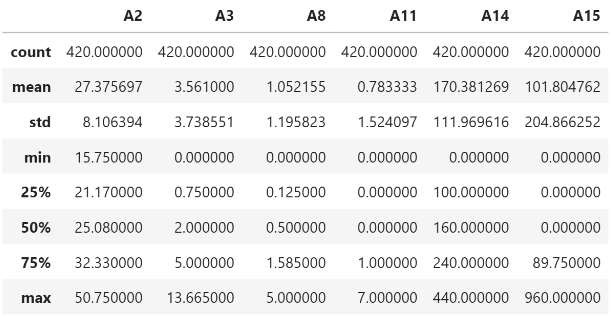 A2 A3 A8 A11 A14 A15
count 420.000000 420.000000 420.000000 420.000000 420.000000 420.000000
mean 27.375697 3.561000 1.052155 0.783333 170.381269 101.804762
std 8.106394 3.738551 1.195823 1.524097 111.969616 204.866252
min 15.750000 0.000000 0.000000 0.000000 0.000000 0.000000
25% 21.170000 0.750000 0.125000 0.000000 100.000000 0.000000
50% 25.080000 2.000000 0.500000 0.000000 160.000000 0.000000
75% 32.330000 5.000000 1.585000 1.000000 240.000000 89.750000
max 50.750000 13.665000 5.000000 7.000000 440.000000 960.000000